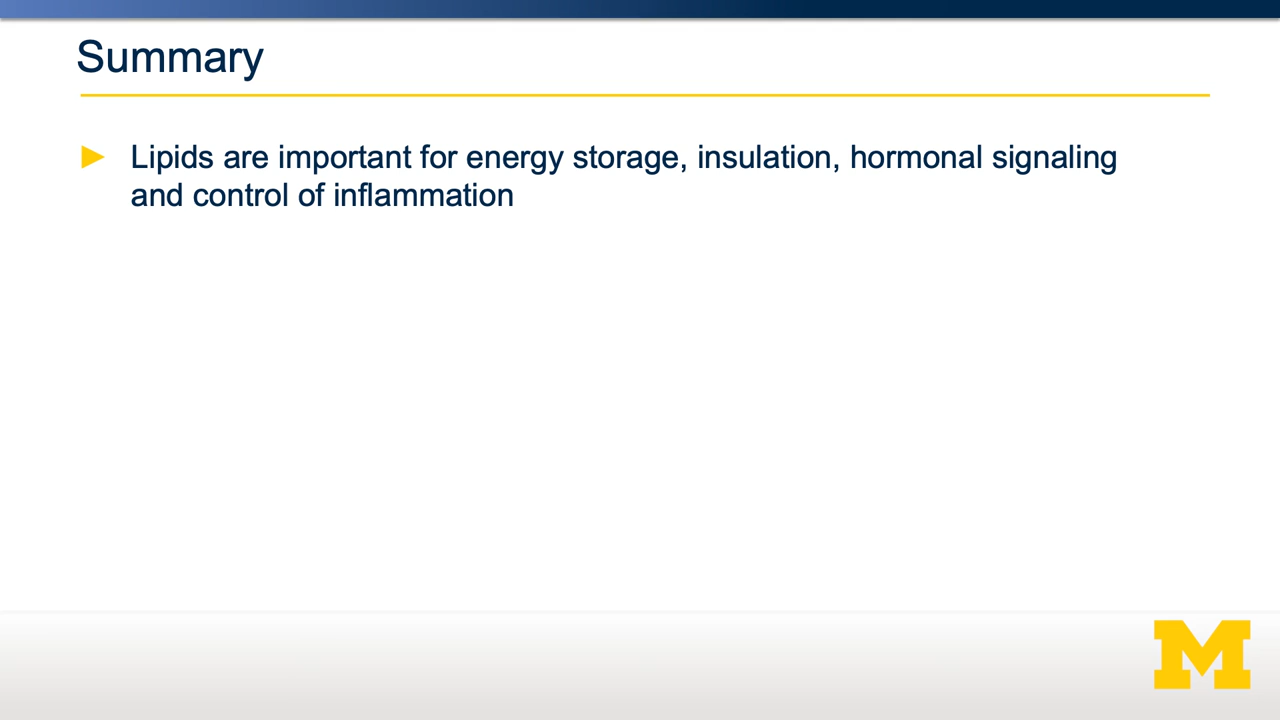 Summary
► Lipids are important for energy storage, insulation, hormonal signaling
and control of inflammation
M